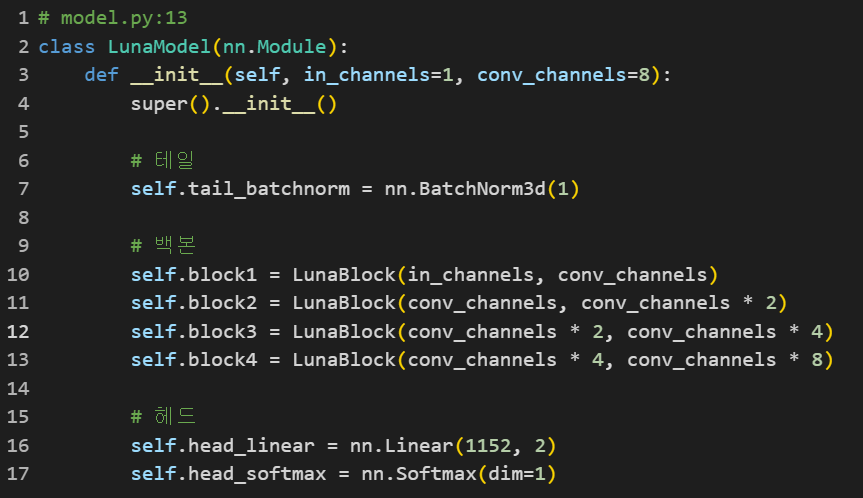 1 # model.py:13
2 class LunaModel(nn.Module):
3     def __init__(self, in_channels=1, conv_channels=8):
4         super().__init__()
5
6         # 테일
7         self.tail_batchnorm = nn.BatchNorm3d(1)
8
9         # 백본
10         self.block1 = LunaBlock(in_channels, conv_channels)
11         self.block2 = LunaBlock(conv_channels, conv_channels * 2)
12         self.block3 = LunaBlock(conv_channels * 2, conv_channels * 4)
13         self.block4 = LunaBlock(conv_channels * 4, conv_channels * 8)
14
15         # 헤드
16         self.head_linear = nn.Linear(1152, 2)
17         self.head_softmax = nn.Softmax(dim=1)